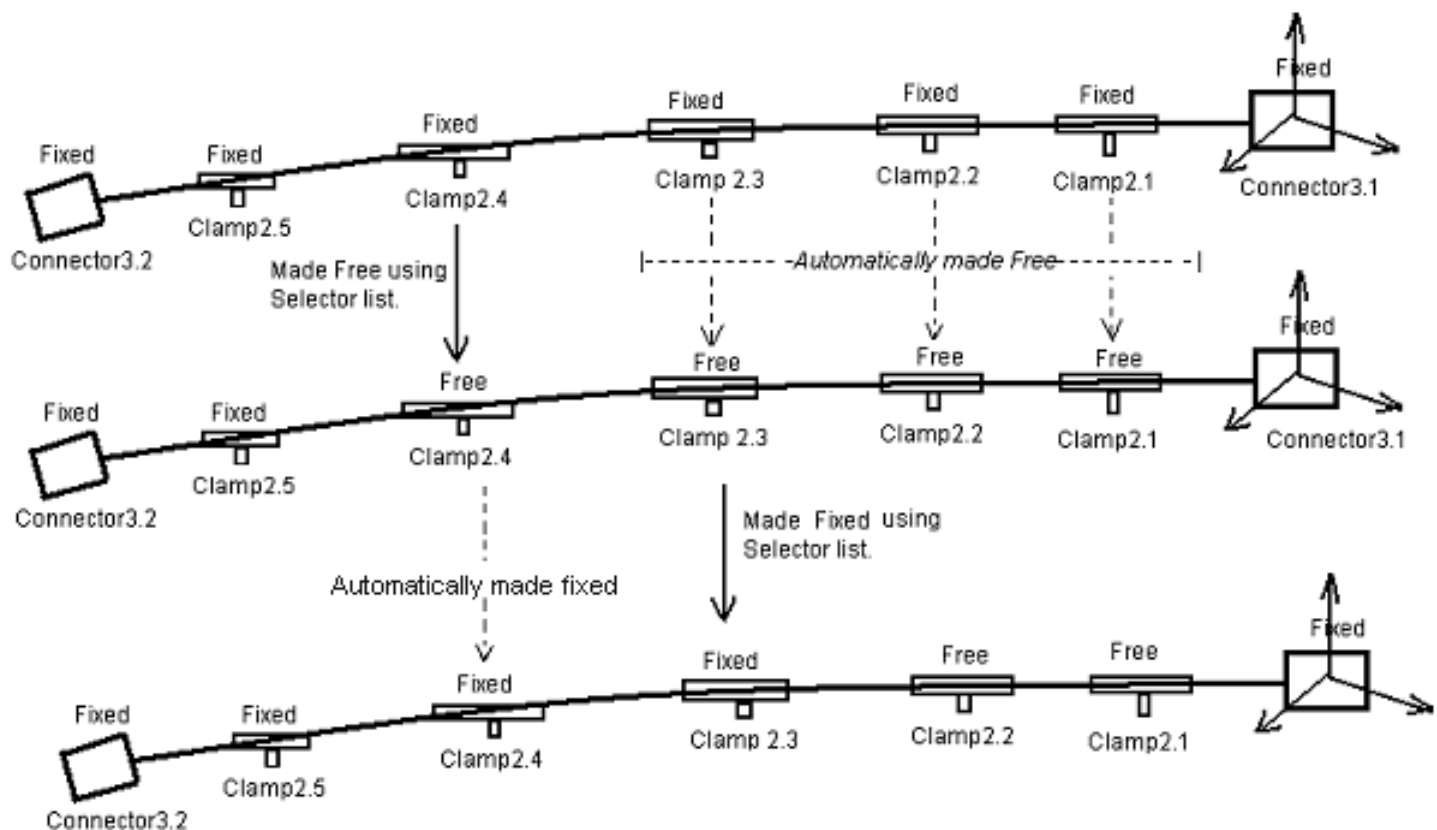 Fixed
Fixed
Fixed
Fixed
Fixed
Fixed
Fixed
Connector3.2
Clamp2.5
Clamp2.4
Clamp 2.3
Clamp2.2
Clamp2.1
Connector3.1
Made Free using
Selector list.
Automatically made Free
Fixed
Fixed
Free
Free
Free
Free
Fixed
Connector3.2
Clamp2.5
Clamp2.4
Clamp 2.3
Clamp2.2
Clamp2.1
Connector3.1
Made Fixed using
Selector list.
Automatically made fixed
Fixed
Fixed
Fixed
Fixed
Free
Free
Fixed
Connector3.2
Clamp2.5
Clamp2.4
Clamp 2.3
Clamp2.2
Clamp2.1